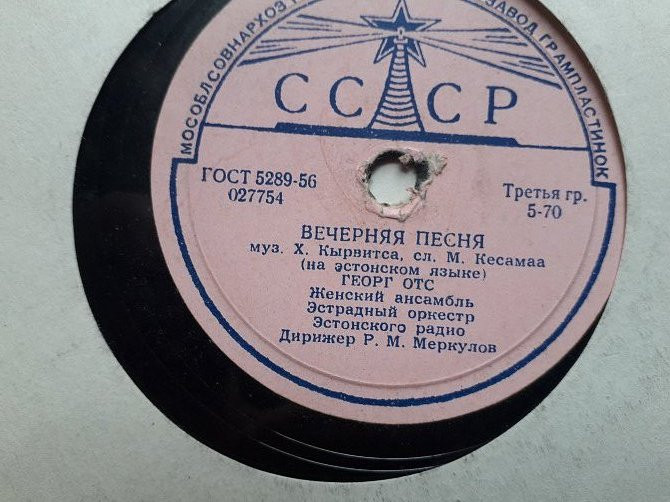 МОСОБЛСОВНАРХОЗ
ЗАВОД ГРАМПЛАСТИНОК
СССР
ГОСТ 5289-56
027754
Третья гр.
5-70
ВЕЧЕРНЯЯ ПЕСНЯ
муз. Х. Кырвитса, сл. М. Кесамаа
(на эстонском языке)
ГЕОРГ ОТС
Женский ансамбль
Эстрадный оркестр
Эстонского радио
Дирижер Р. М. Меркулов